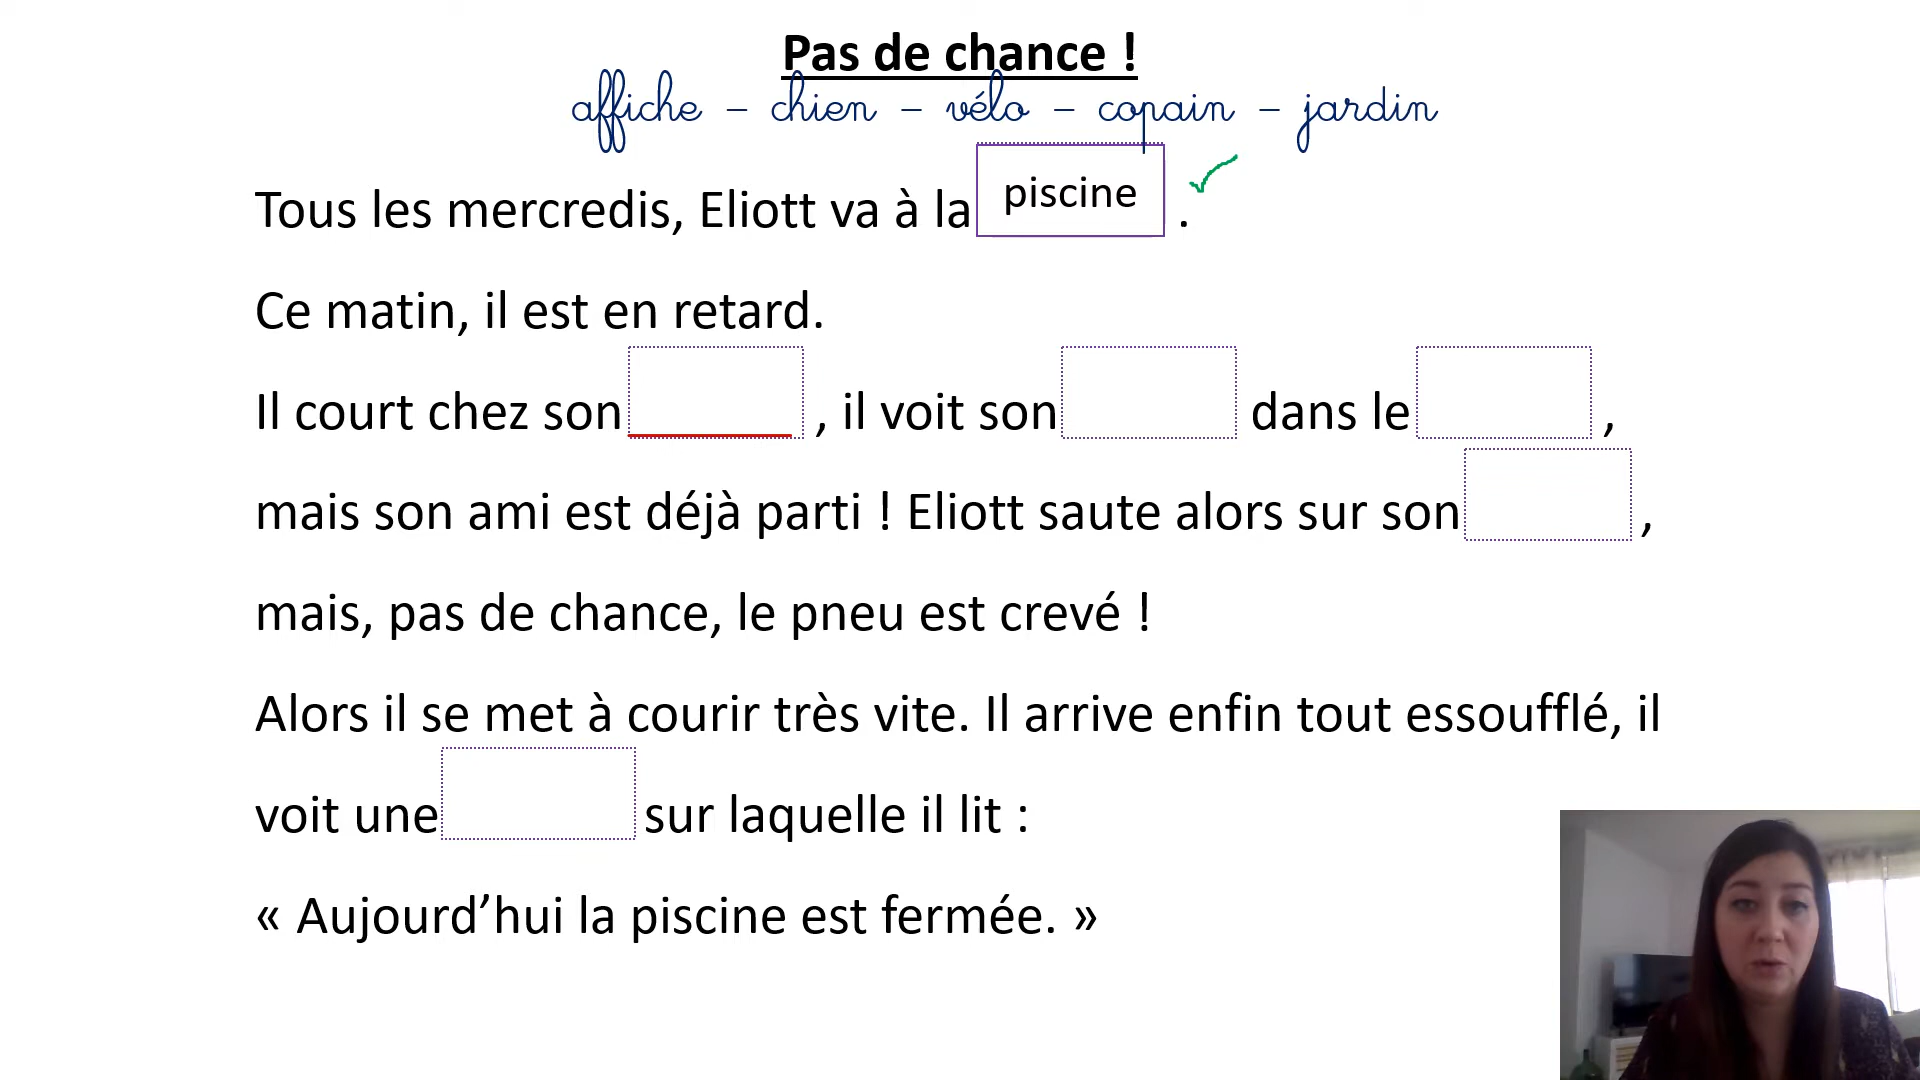 Pas de chance !
affiche – chien – vélo – copain – jardin
Tous les mercredis, Eliott va à la piscine .
Ce matin, il est en retard.
Il court chez son , il voit son dans le ,
mais son ami est déjà parti ! Eliott saute alors sur son ,
mais, pas de chance, le pneu est crevé !
Alors il se met à courir très vite. Il arrive enfin tout essoufflé, il
voit une sur laquelle il lit :
« Aujourd’hui la piscine est fermée. »